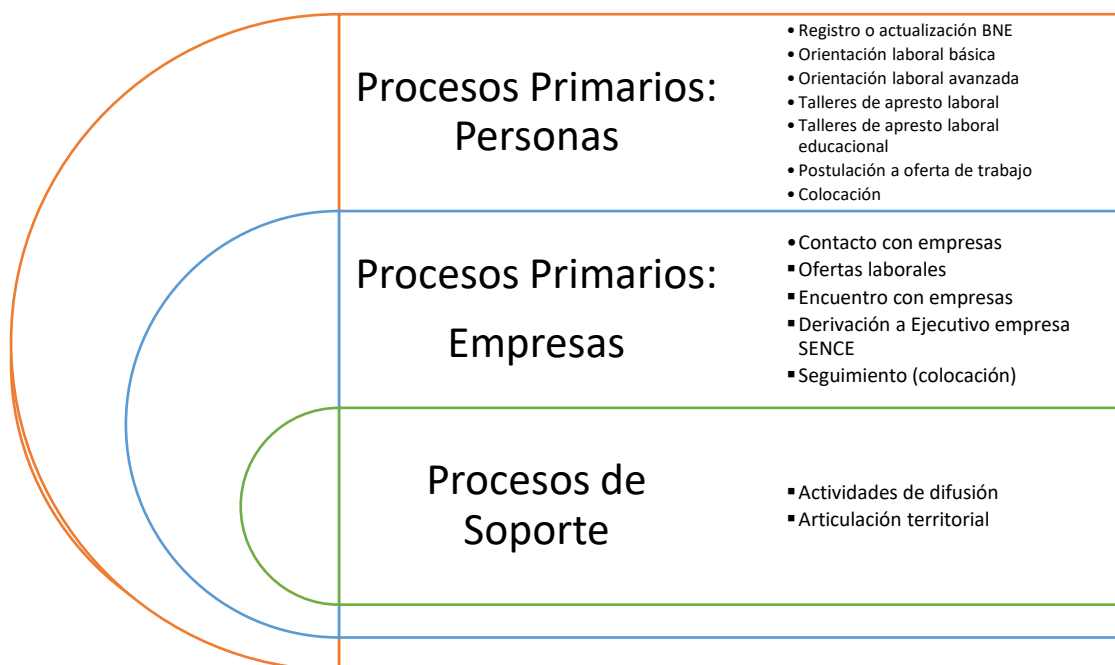 Procesos Primarios:
Personas
• Registro o actualización BNE
• Orientación laboral básica
• Orientación laboral avanzada
• Talleres de apresto laboral
• Talleres de apresto laboral
educacional
• Postulación a oferta de trabajo
• Colocación
Procesos Primarios:
Empresas
• Contacto con empresas
▪ Ofertas laborales
▪ Encuentro con empresas
▪ Derivación a Ejecutivo empresa
SENCE
▪ Seguimiento (colocación)
Procesos de
Soporte
▪ Actividades de difusión
▪ Articulación territorial